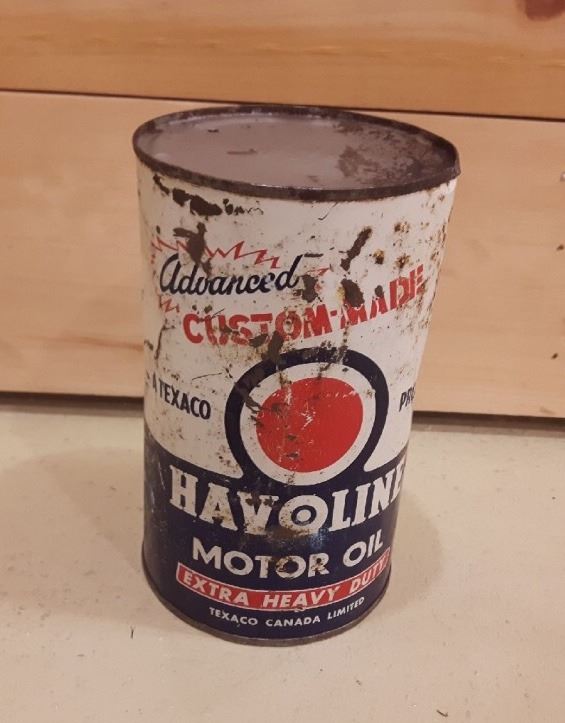 Advanced
CUSTOM-MADE
A TEXACO
HAVOLINE
MOTOR OIL
EXTRA HEAVY DUTY
TEXACO CANADA LIMITED